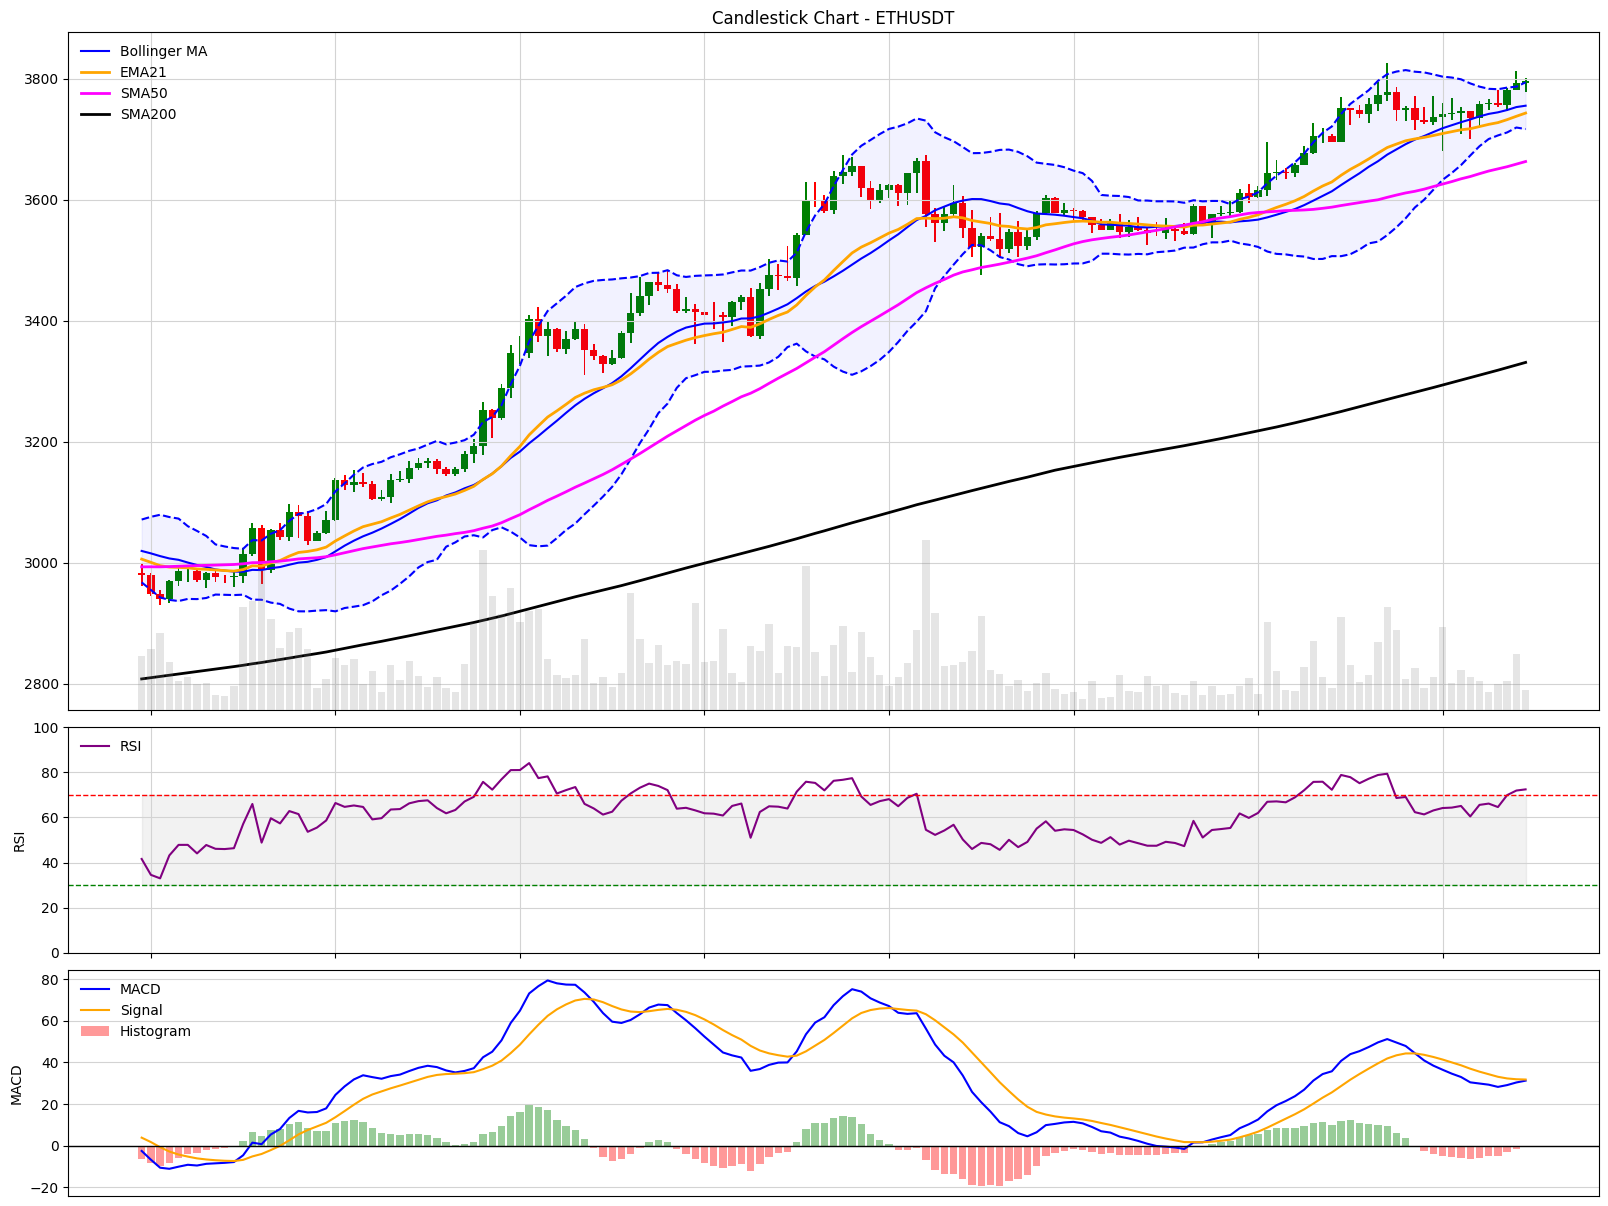 Candlestick Chart - ETHUSDT
Bollinger MA
EMA21
SMA50
SMA200
3800
3600
3400
3200
3000
2800
RSI
100
80
60
40
20
0
RSI
MACD
Signal
Histogram
80
60
40
20
0
−20
MACD